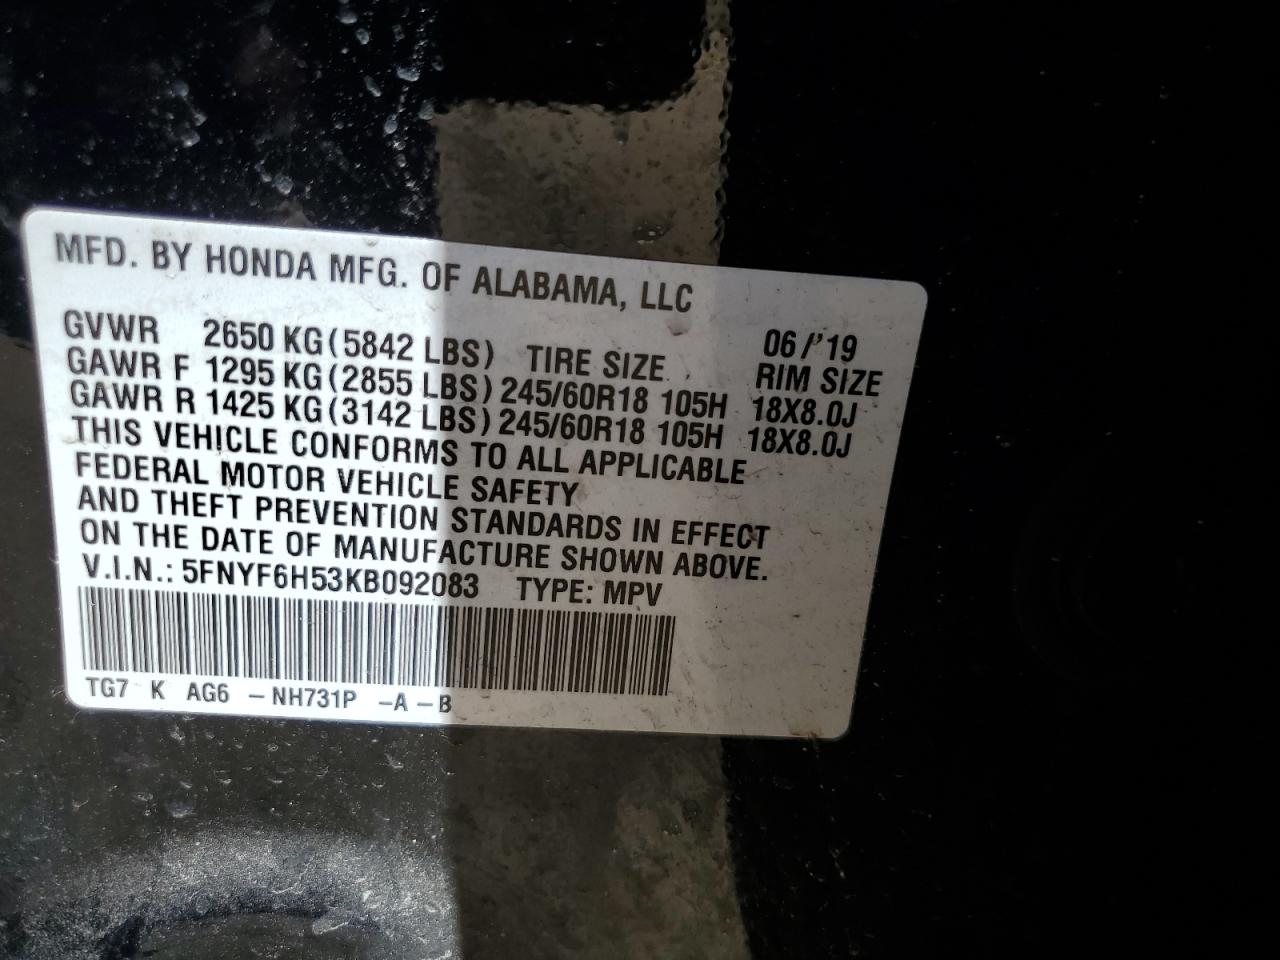 MFD. BY HONDA MFG. OF ALABAMA, LLC
GVWR 2650 KG (5842 LBS) TIRE SIZE 06/'19 RIM SIZE
GAWR F 1295 KG (2855 LBS) 245/60R18 105H 18X8.0J
GAWR R 1425 KG (3142 LBS) 245/60R18 105H 18X8.0J
THIS VEHICLE CONFORMS TO ALL APPLICABLE
FEDERAL MOTOR VEHICLE SAFETY
AND THEFT PREVENTION STANDARDS IN EFFECT
ON THE DATE OF MANUFACTURE SHOWN ABOVE.
V.I.N.: 5FNYF6H53KB092083 TYPE: MPV
TG7 K AG6 -NH731P -A-B